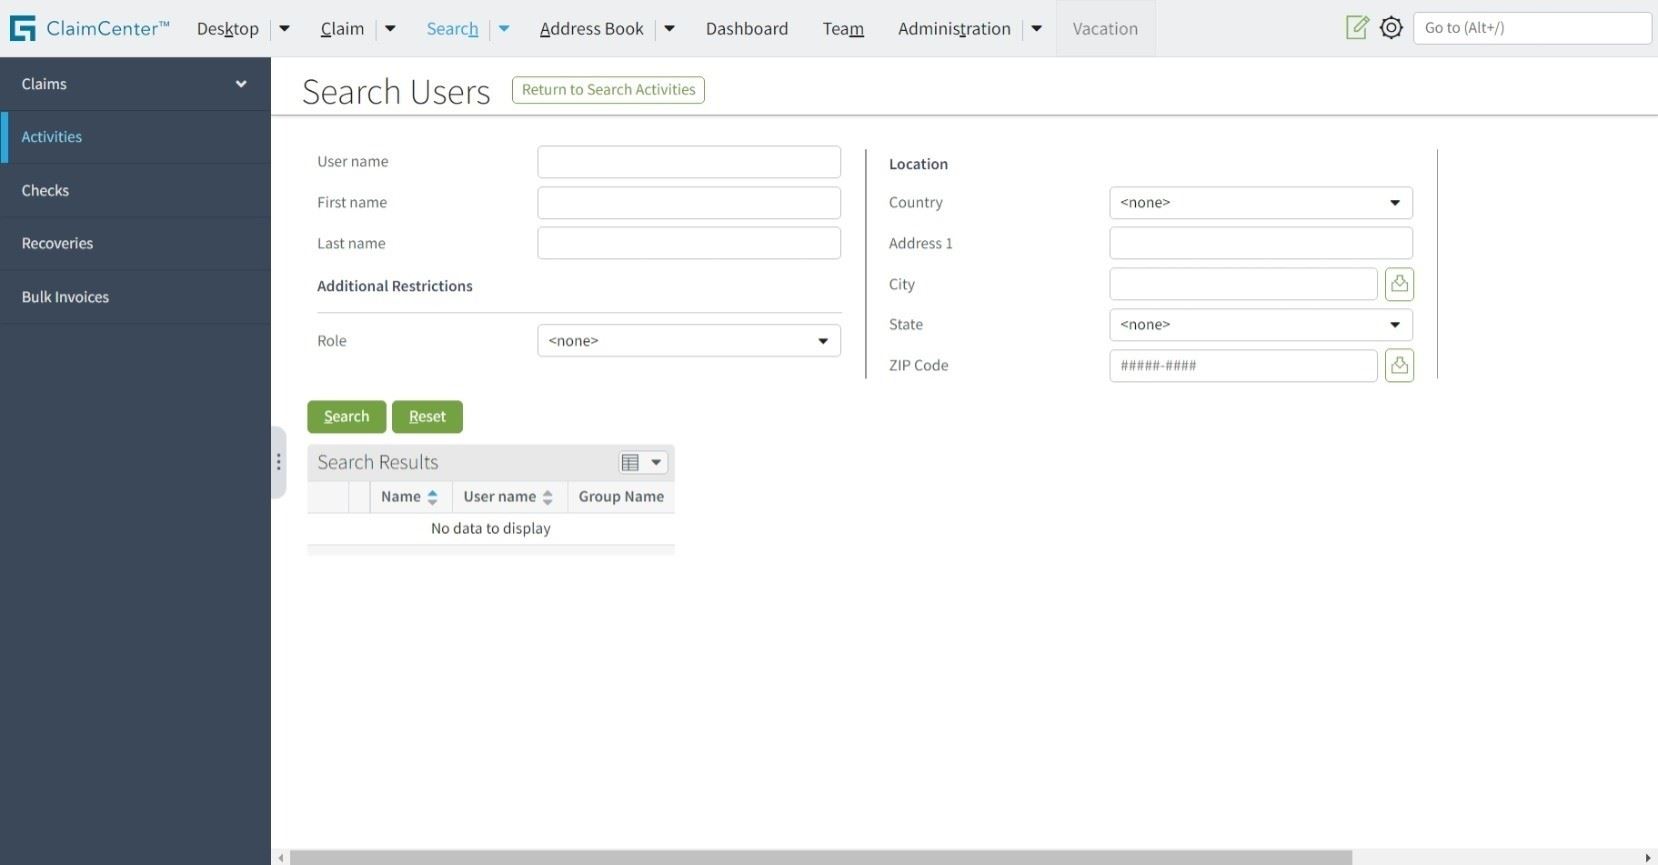 ClaimCenter™ Desktop Claim Search Address Book Dashboard Team Administration Vacation Go to (Alt+/)
Claims
Activities
Checks
Recoveries
Bulk Invoices
Search Users Return to Search Activities
User name
First name
Last name
Additional Restrictions
Role <none>
Location
Country <none>
Address 1
City
State <none>
ZIP Code #####-####
Search Reset
Search Results
Name User name Group Name
No data to display